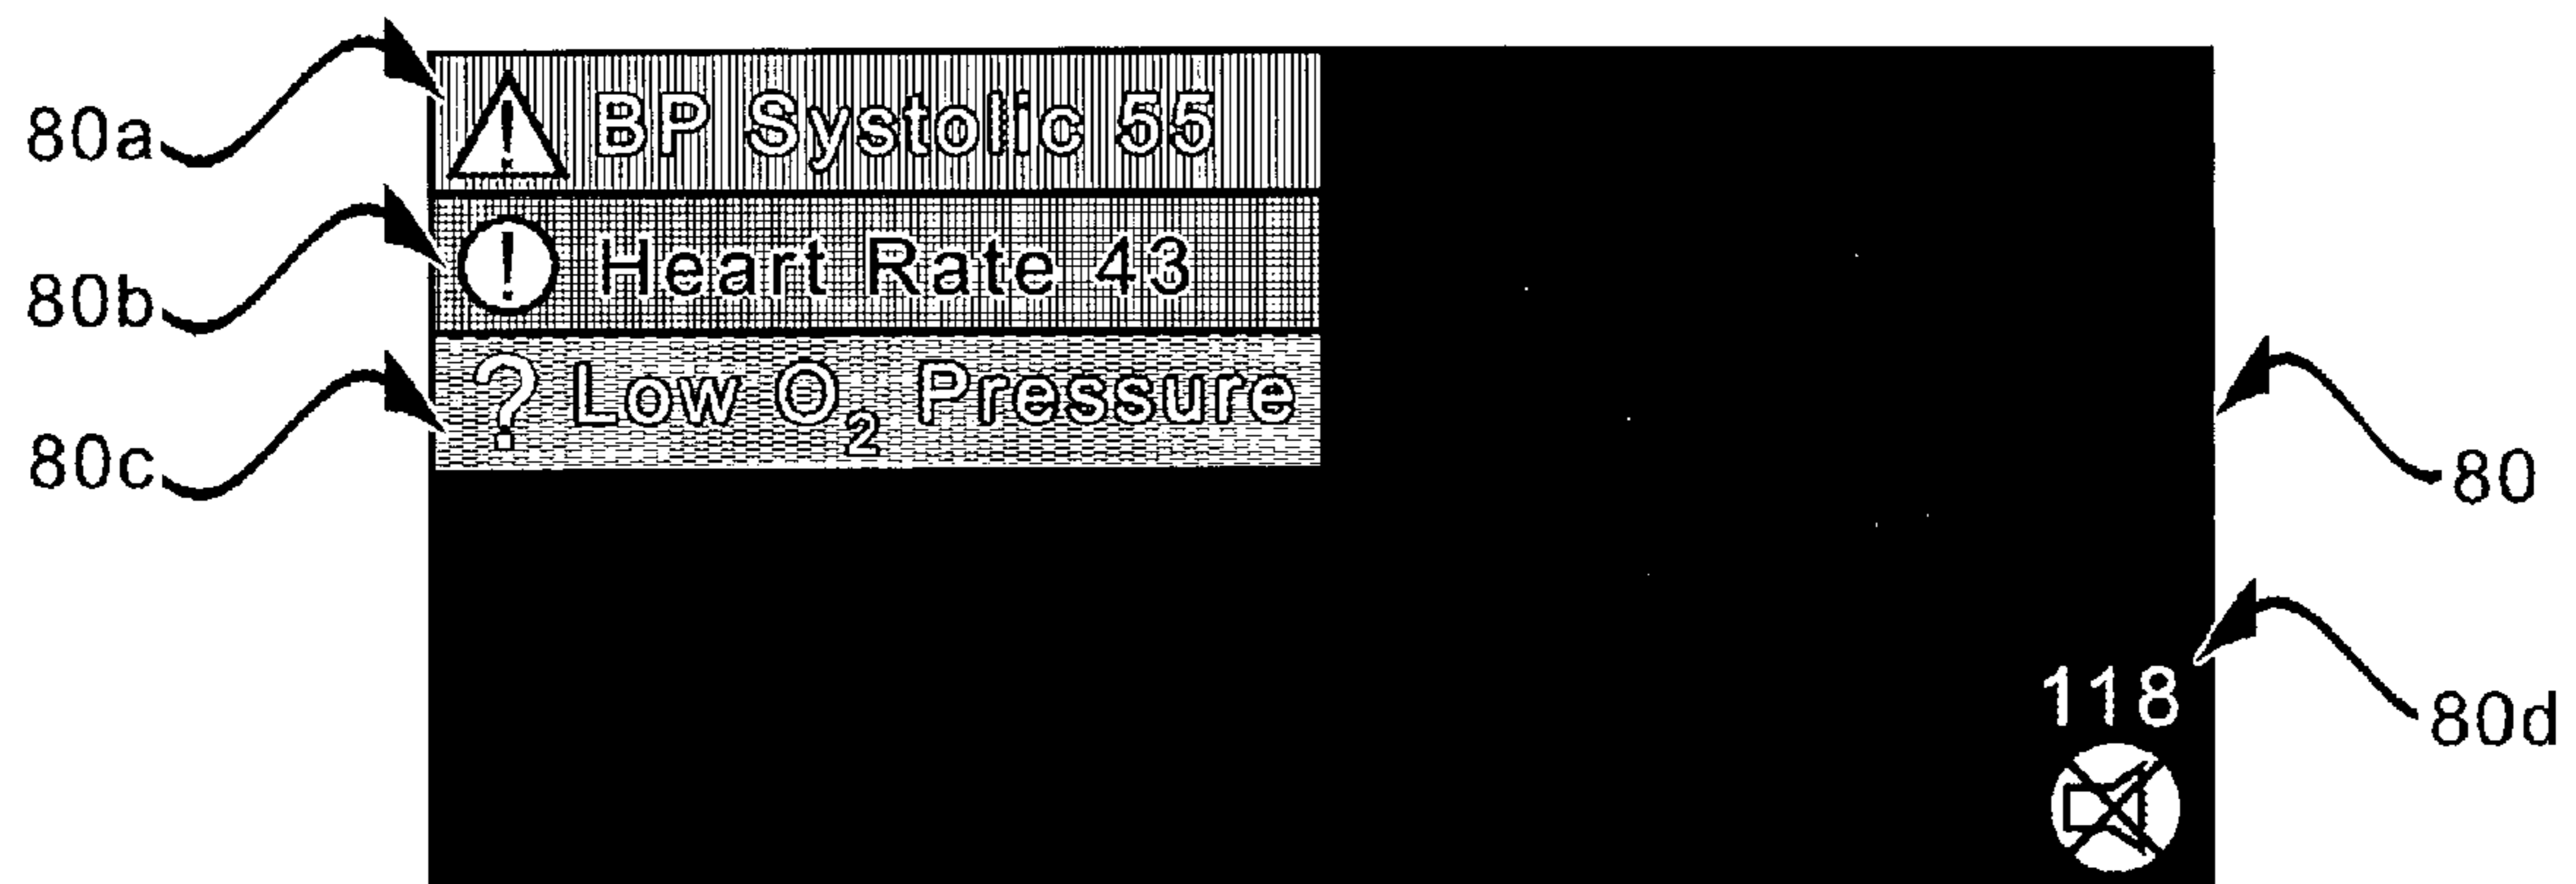 80a
! BP Systolic 55
80b
! Heart Rate 43
80c
? Low O₂ Pressure
80
118
80d